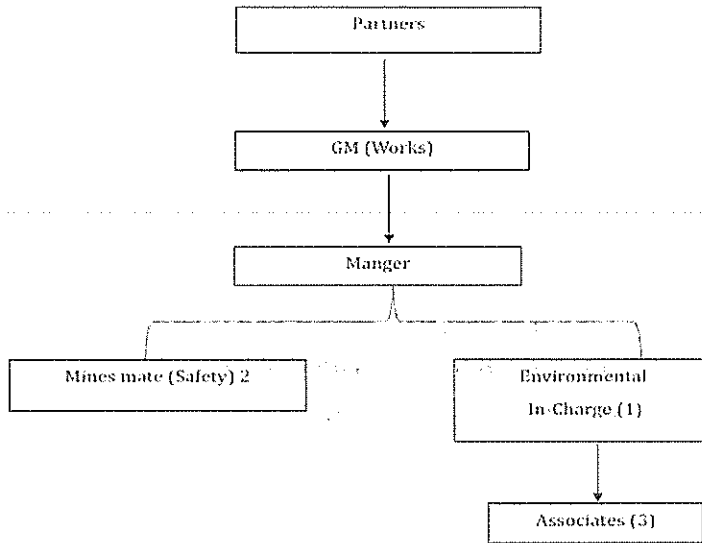 Partners
GM (Works)
Manger
Mines mate (Safety) 2
Environmental
In-Charge (1)
Associates (3)